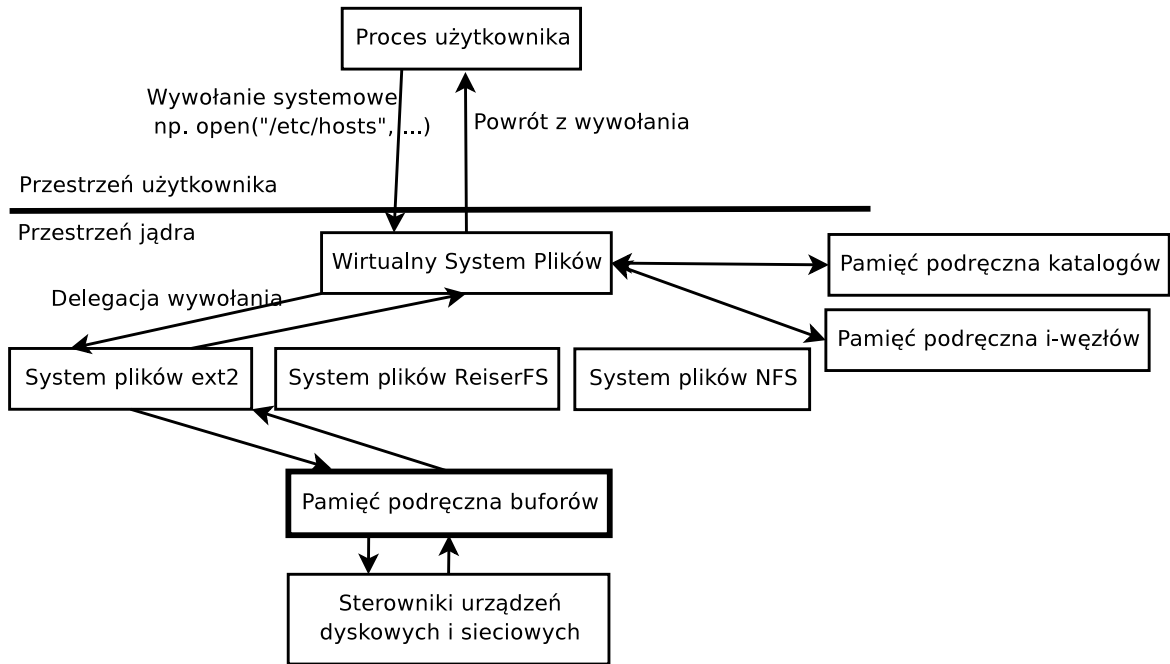 Proces użytkownika
Wywołanie systemowe
np. open("/etc/hosts", ...)
Powrót z wywołania
Przestrzeń użytkownika
Przestrzeń jądra
Wirtualny System Plików
Pamięć podręczna katalogów
Delegacja wywołania
Pamięć podręczna i-węzłów
System plików ext2
System plików ReiserFS
System plików NFS
Pamięć podręczna buforów
Sterowniki urządzeń
dyskowych i sieciowych